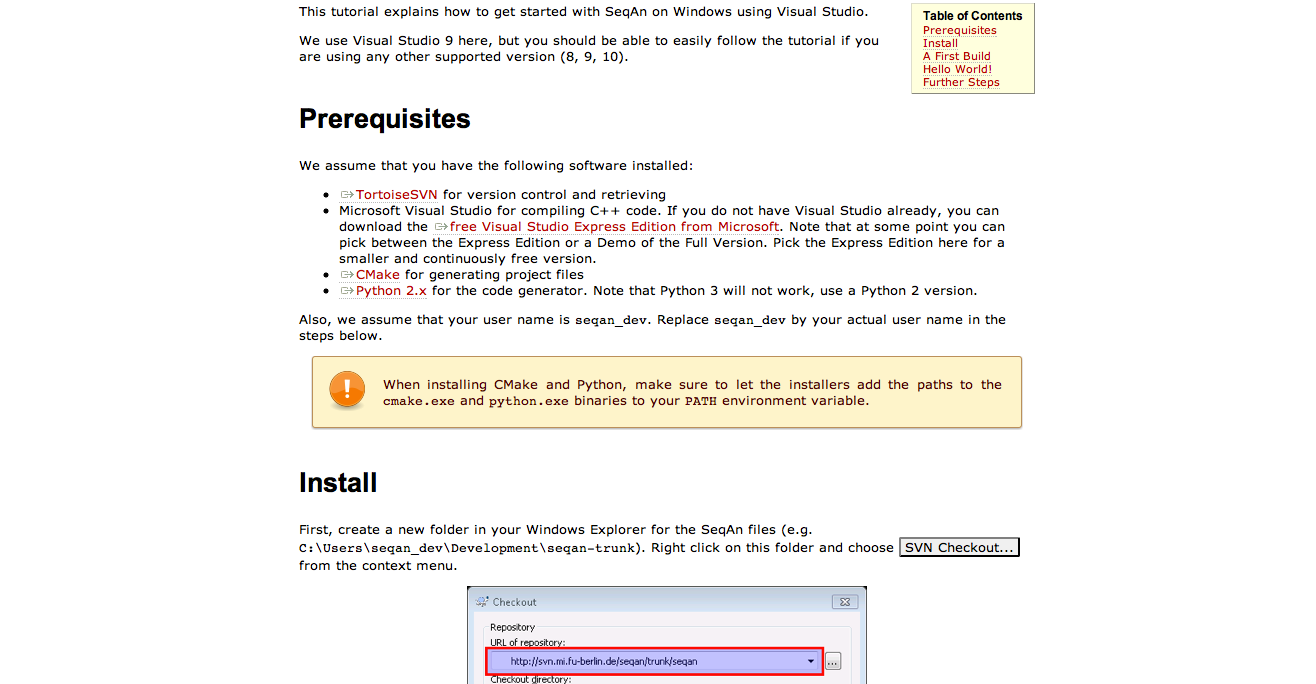 This tutorial explains how to get started with SeqAn on Windows using Visual Studio.
We use Visual Studio 9 here, but you should be able to easily follow the tutorial if you
are using any other supported version (8, 9, 10).
Table of Contents
Prerequisites
Install
A First Build
Hello World!
Further Steps
Prerequisites
We assume that you have the following software installed:
TortoiseSVN for version control and retrieving
Microsoft Visual Studio for compiling C++ code. If you do not have Visual Studio already, you can
download the free Visual Studio Express Edition from Microsoft. Note that at some point you can
pick between the Express Edition or a Demo of the Full Version. Pick the Express Edition here for a
smaller and continuously free version.
CMake for generating project files
Python 2.x for the code generator. Note that Python 3 will not work, use a Python 2 version.
Also, we assume that your user name is seqan_dev. Replace seqan_dev by your actual user name in the
steps below.
When installing CMake and Python, make sure to let the installers add the paths to the
cmake.exe and python.exe binaries to your PATH environment variable.
Install
First, create a new folder in your Windows Explorer for the SeqAn files (e.g.
C:\Users\seqan_dev\Development\seqan-trunk). Right click on this folder and choose SVN Checkout...
from the context menu.
Checkout
Repository
URL of repository:
http://svn.mi.fu-berlin.de/seqan/trunk/seqan
...
Checkout directory: